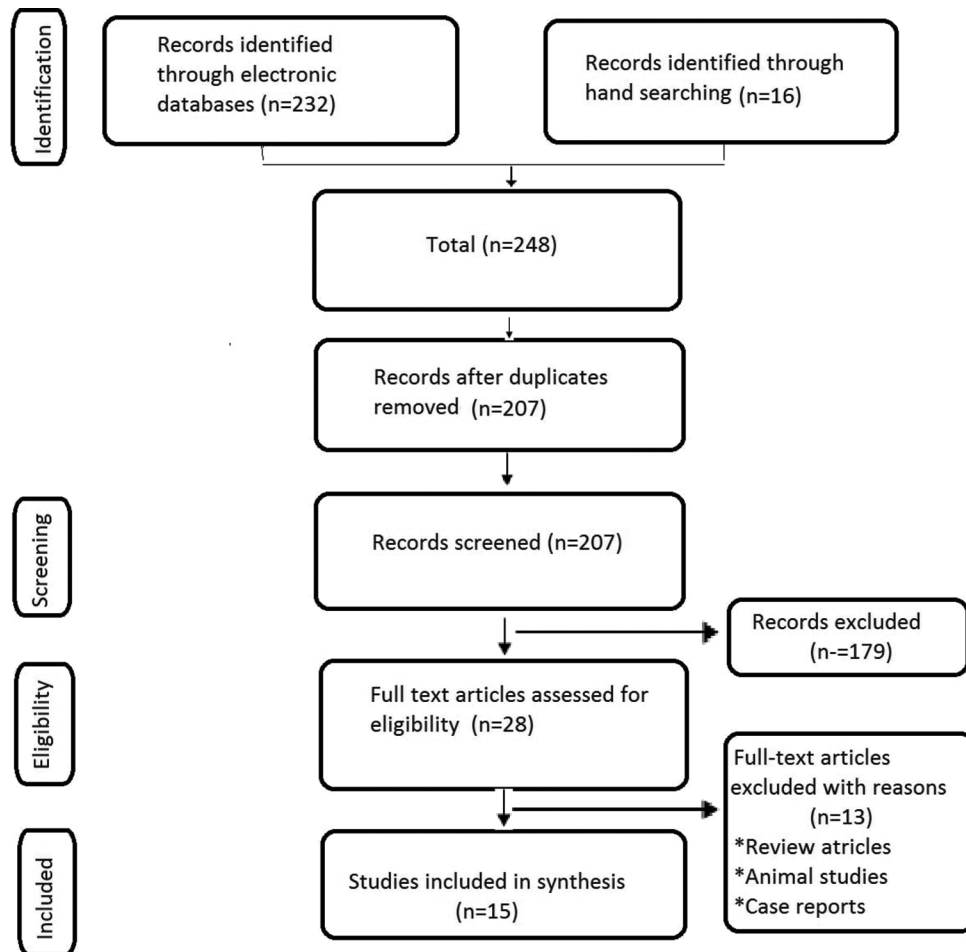 Identification
Records identified
through electronic
databases (n=232)
Records identified through
hand searching (n=16)
Total (n=248)
Records after duplicates
removed (n=207)
Screening
Records screened (n=207)
Records excluded
(n-=179)
Eligibility
Full text articles assessed for
eligibility (n=28)
Full-text articles
excluded with reasons
(n=13)
*Review atricles
*Animal studies
*Case reports
Included
Studies included in synthesis
(n=15)